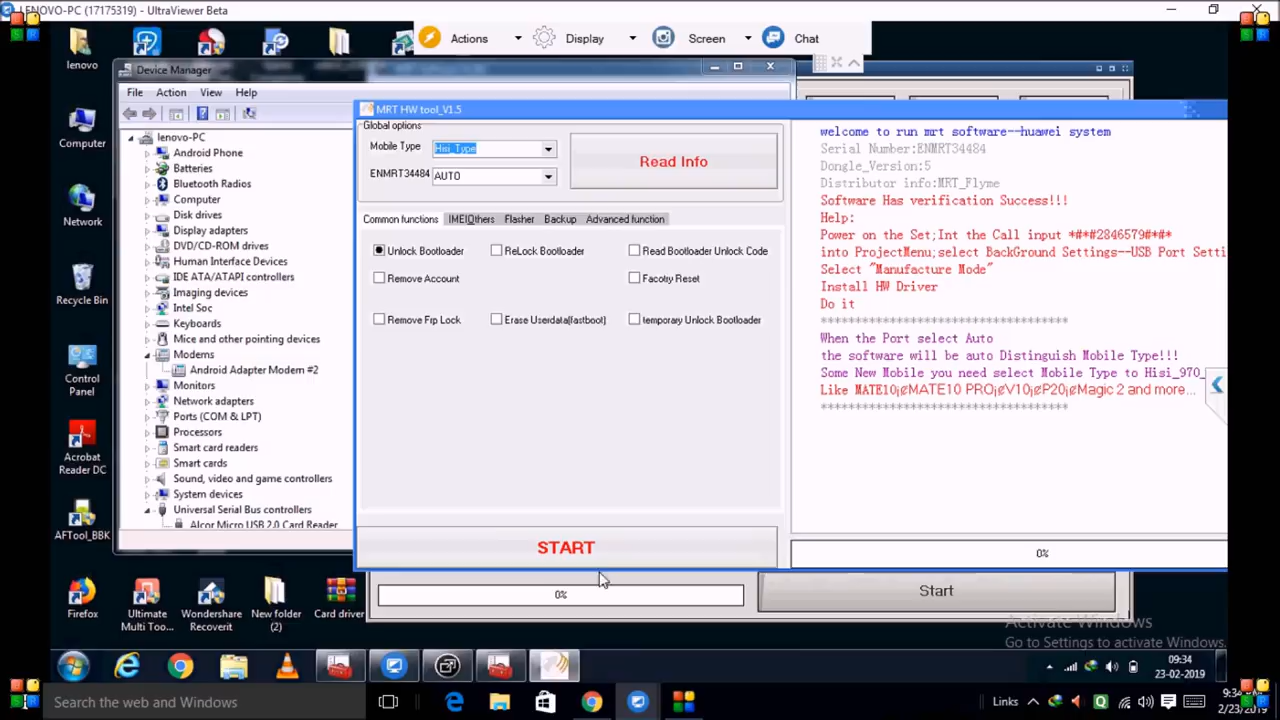 LENOVO-PC (17175319) - UltraViewer Beta
Actions
Display
Screen
Chat
lenovo
Computer
Network
Recycle Bin
Control
Panel
Acrobat
Reader DC
AFTool_BBK
Firefox
Ultimate
Multi Too...
Wondershare
Recoverit
New folder
(2)
Card driver
Device Manager
File Action View Help
lenovo-PC
Android Phone
Batteries
Bluetooth Radios
Computer
Disk drives
Display adapters
DVD/CD-ROM drives
Human Interface Devices
IDE ATA/ATAPI controllers
Imaging devices
Intel Soc
Keyboards
Mice and other pointing devices
Modems
Android Adapter Modem #2
Monitors
Network adapters
Ports (COM & LPT)
Processors
Smart card readers
Smart cards
Sound, video and game controllers
System devices
Universal Serial Bus controllers
Alcor Micro USB 2.0 Card Reader
MRT HW tool_V1.5
Global options
Mobile Type Hisi_Type
ENMRT34484 AUTO
Read Info
Common functions IMEIOthers Flasher Backup Advanced function
Unlock Bootloader ReLock Bootloader Read Bootloader Unlock Code
Remove Account Facoby Reset
Remove Frp Lock Erase Userdata[fastboot] temporary Unlock Bootloader
START
welcome to run mrt software--huawei system
Serial Number:ENMRT34484
Dongle_Version:5
Distributor info:MRT_Flyme
Software Has verification Success!!!
Help:
Power on the Set;Int the Call input *#*#2846579#*#*
into ProjectMenu;select BackGround Settings--USB Port Setti
Select "Manufacture Mode"
Install HW Driver
Do it
************************************
When the Port select Auto
the software will be auto Distinguish Mobile Type!!!
Some New Mobile you need select Mobile Type to Hisi_970_
Like MATE10¡¢MATE10 PRO¡¢V10¡¢P20¡¢Magic 2 and more...
************************************
0%
0%
Start
Activate Windows
Go to Settings to activate Windows.
09:34
23-02-2019
Search the web and Windows
Links
2/23/2019